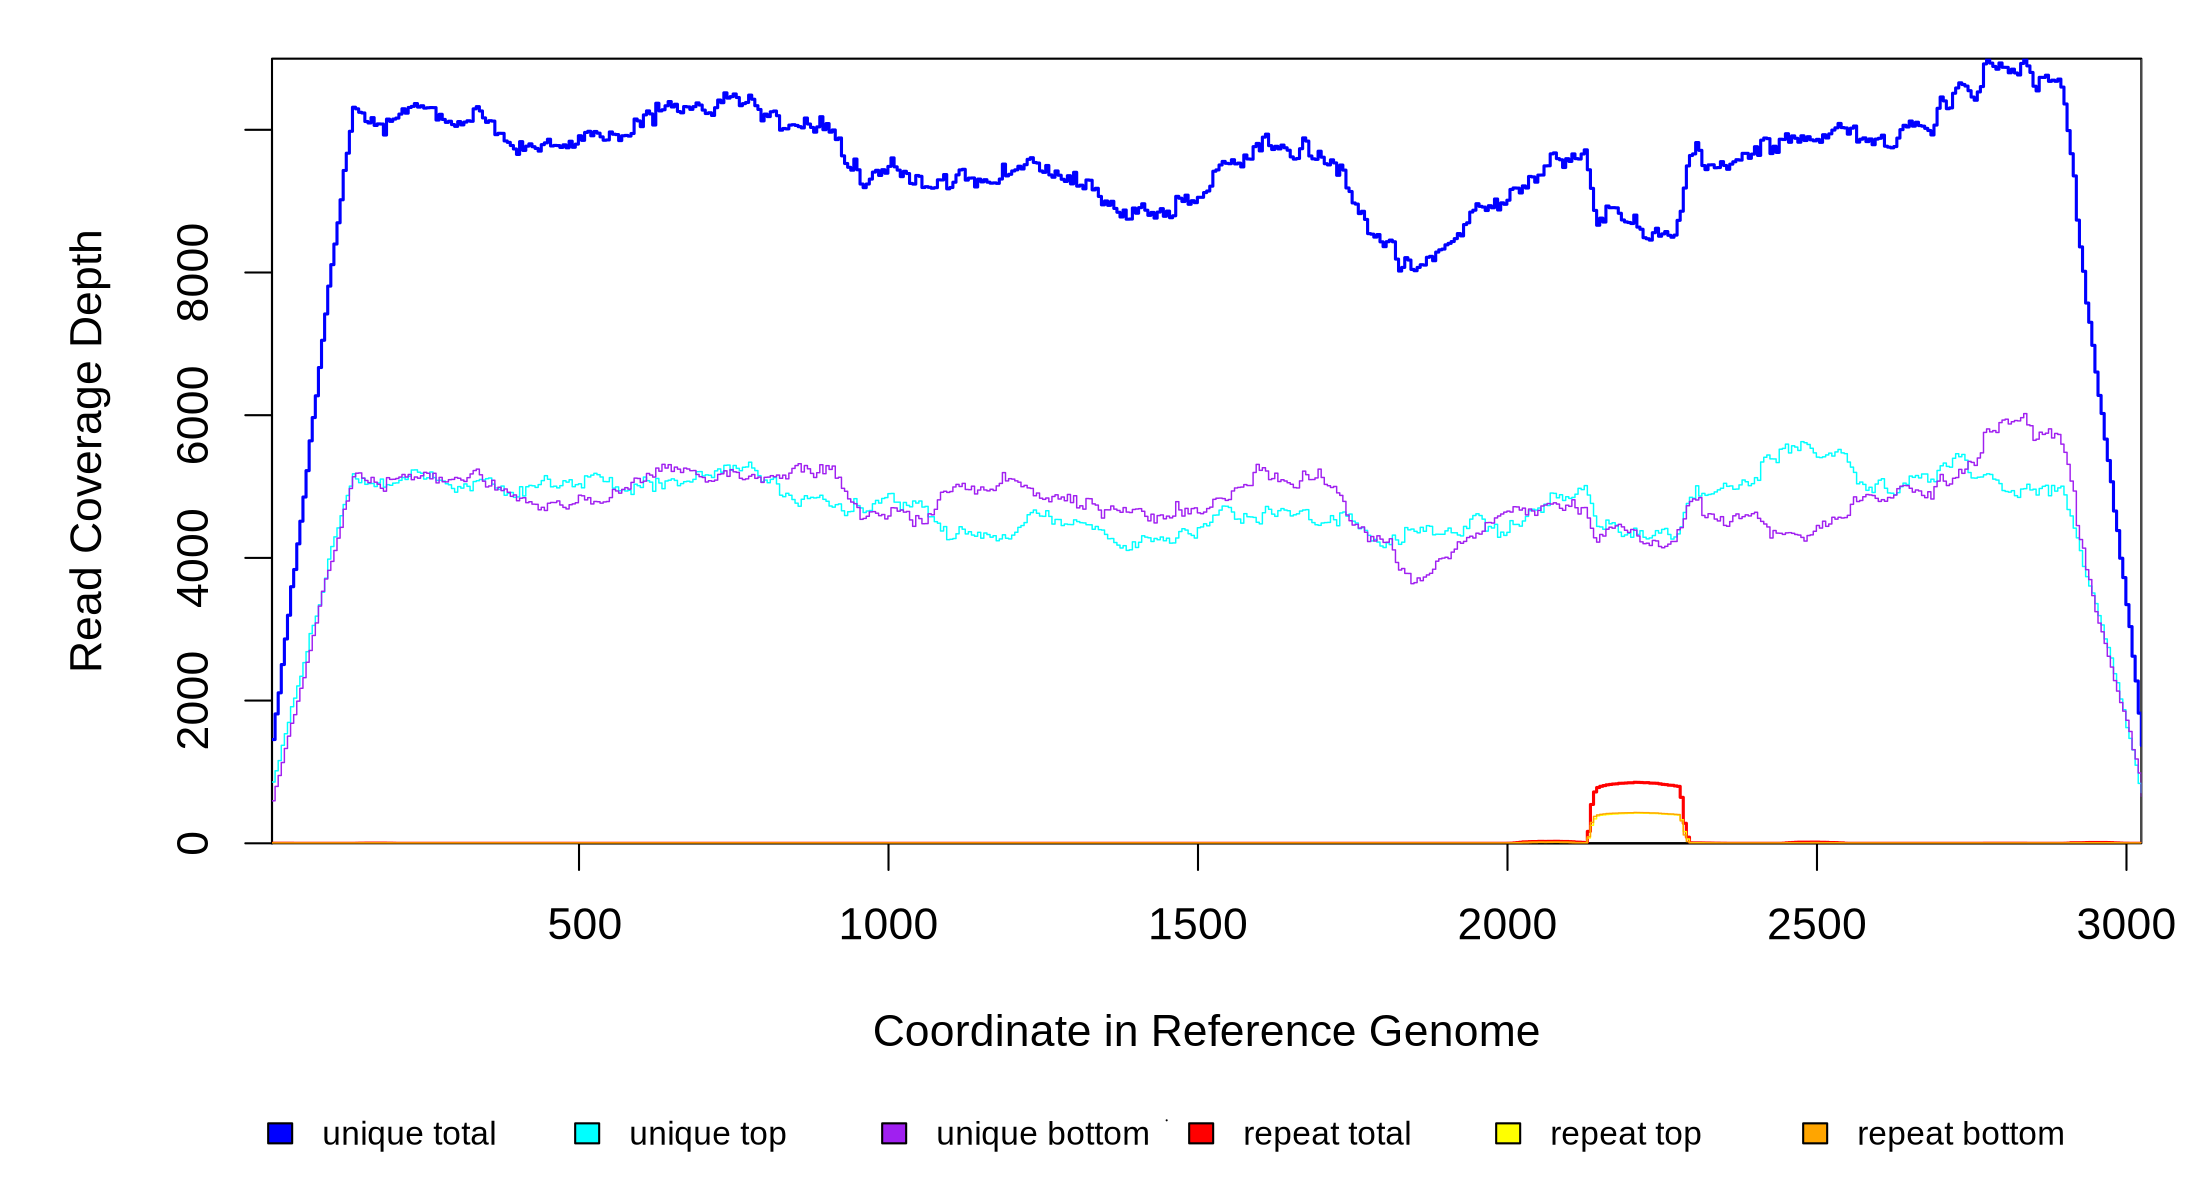 Read Coverage Depth
8000
6000
4000
2000
0
500 1000 1500 2000 2500 3000
Coordinate in Reference Genome
unique total unique top unique bottom repeat total repeat top repeat bottom